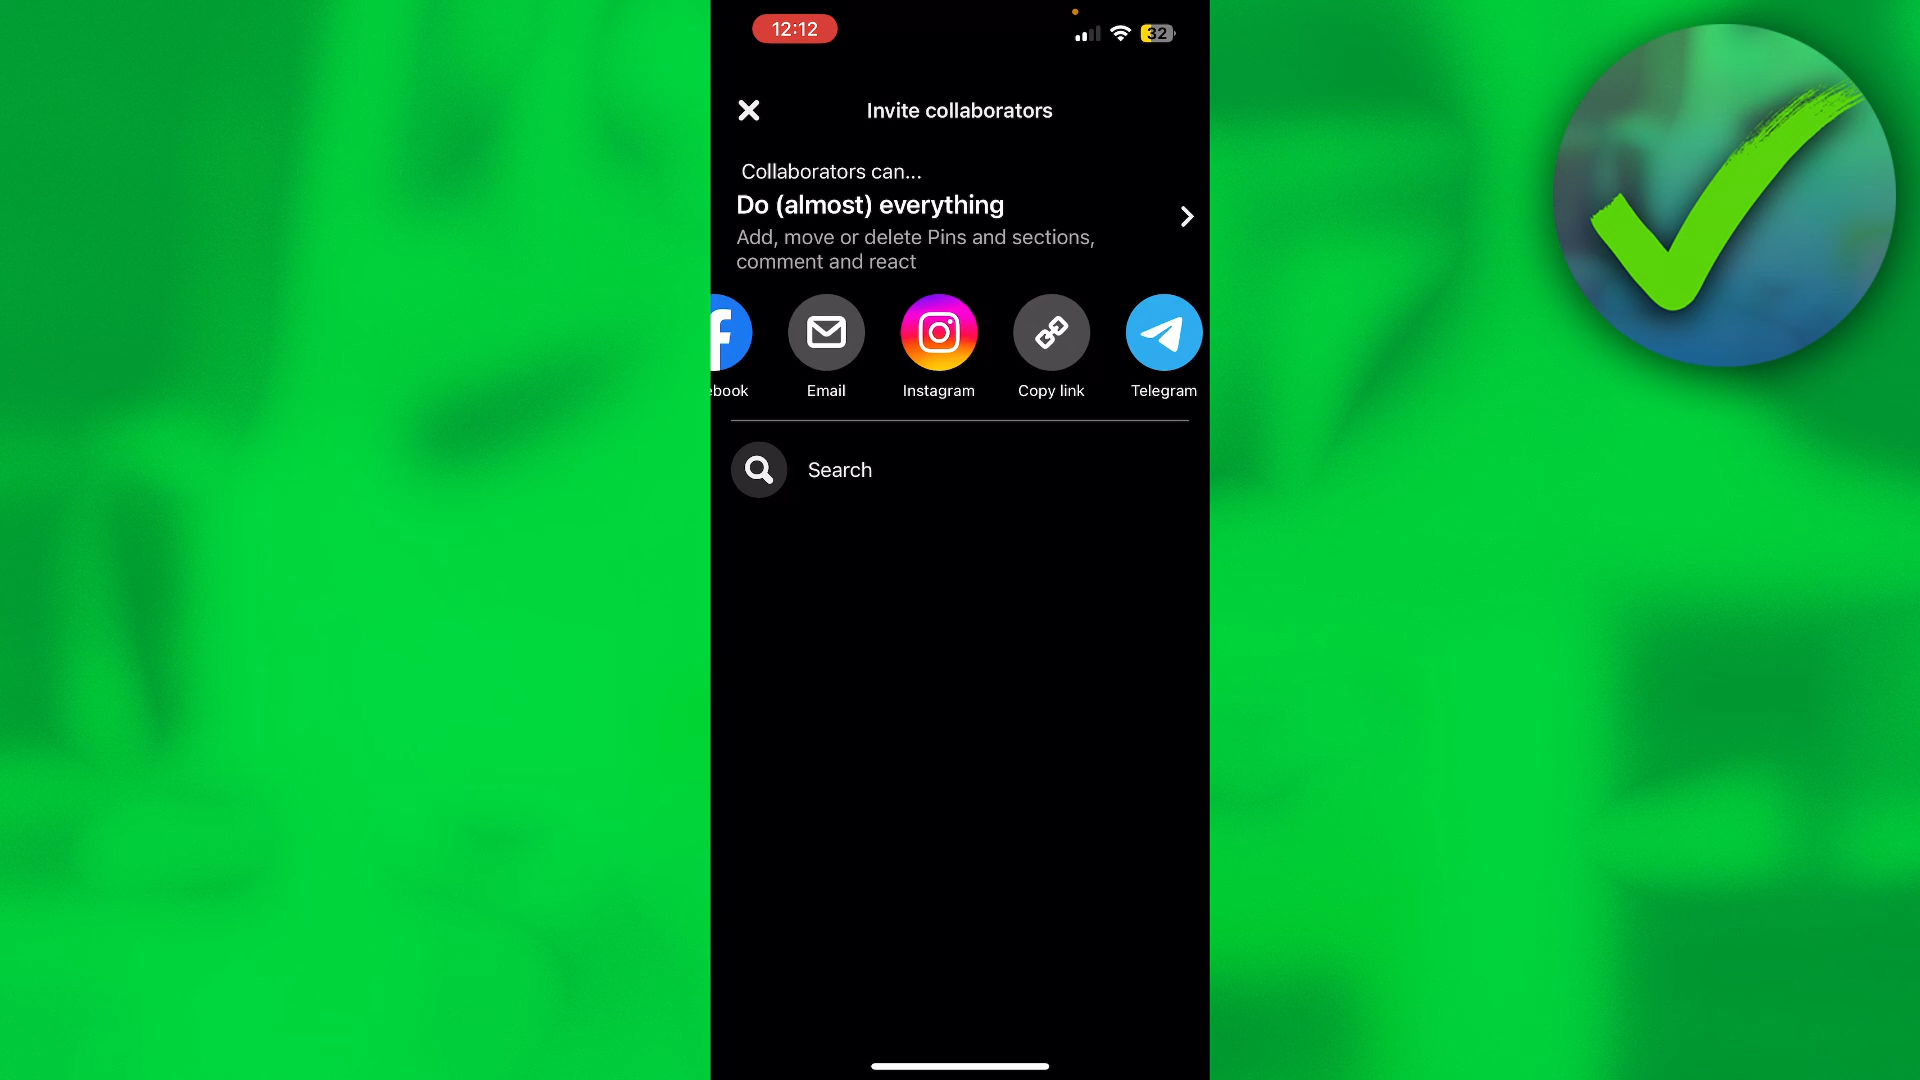 12:12
32
Invite collaborators
Collaborators can...
Do (almost) everything
Add, move or delete Pins and sections,
comment and react
ebook
Email
Instagram
Copy link
Telegram
Search